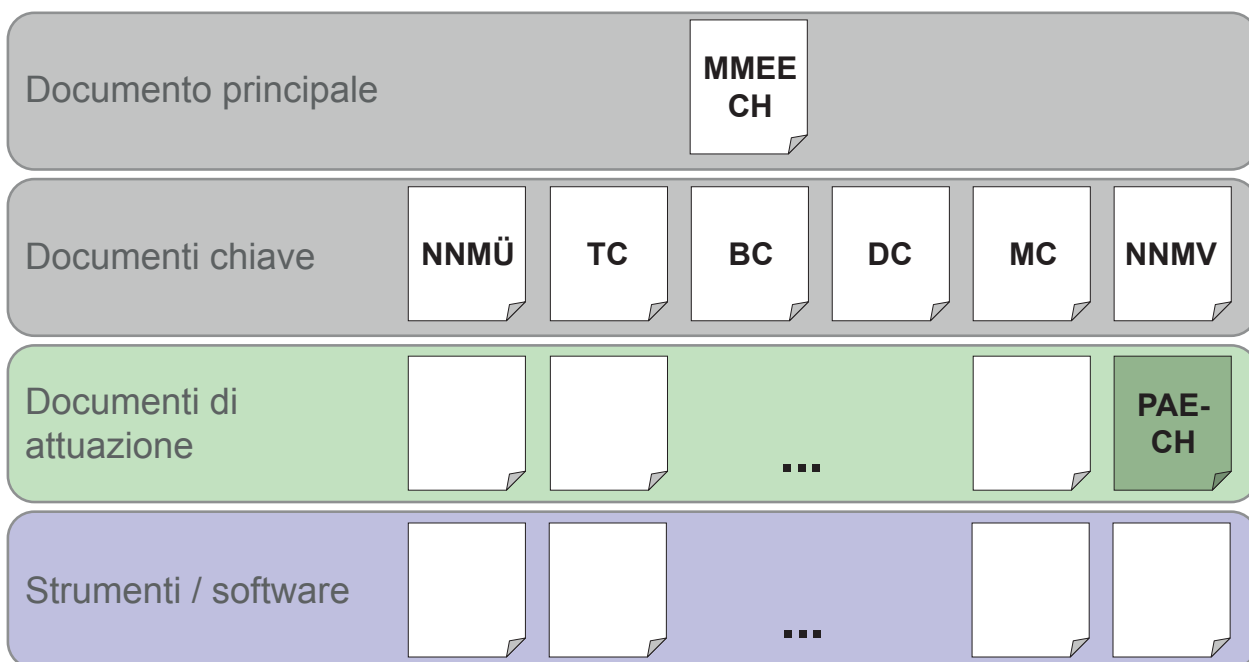 Documento principale
MMEE
CH
Documenti chiave
NNMÜ
TC
BC
DC
MC
NNMV
Documenti di
attuazione
...
PAE-
CH
Strumenti / software
...